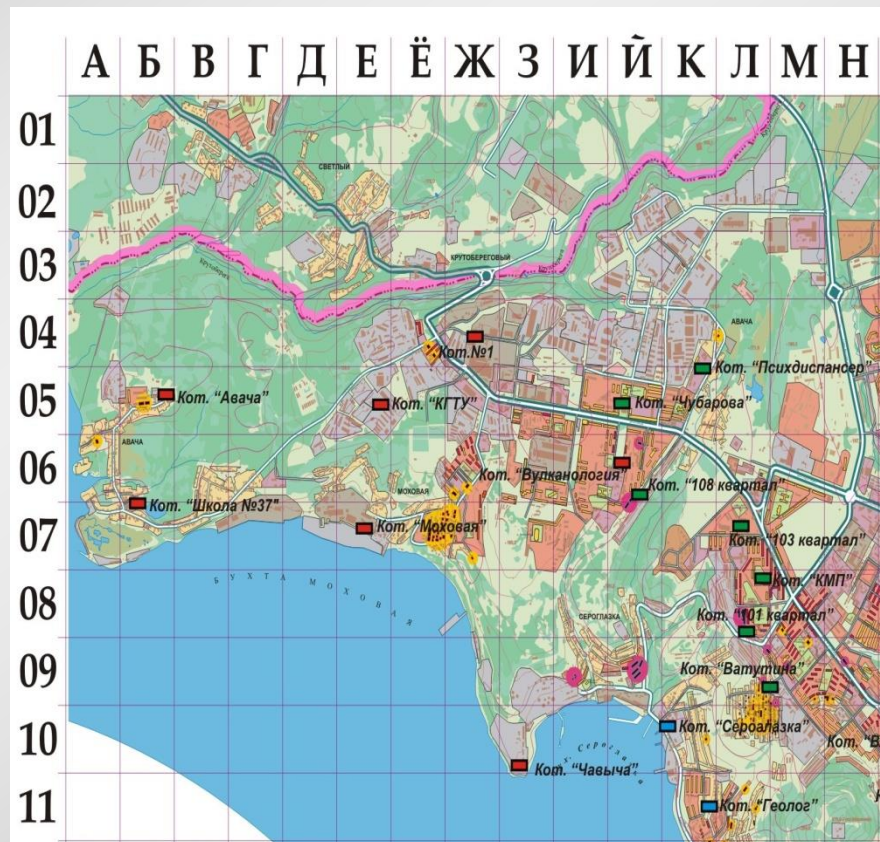 А Б В Г Д Е Ё Ж З И Й К Л М Н
01
СВЕТЛЫЙ
02
03
КРУТОБЕРЕГОВЫЙ
04
АВАЧА
Кот.№1
Кот. "Психдиспансер"
05
Кот. "Авача"
Кот. "КГТУ"
Кот. "Чубарова"
АВАЧА
06
Кот. "Вулканология"
Кот. "108 квартал"
МОХОВАЯ
Кот. "Школа №37"
07
Кот. "Моховая"
Кот. "103 квартал"
БУХТА МОХОВАЯ
Кот. "КМП"
08
Кот. "101 квартал"
СЕРОГЛАЗКА
09
Кот. "Ватутина"
10
Кот. "Сероглазка"
Кот. "Чавыча"
11
Кот. "Геолог"